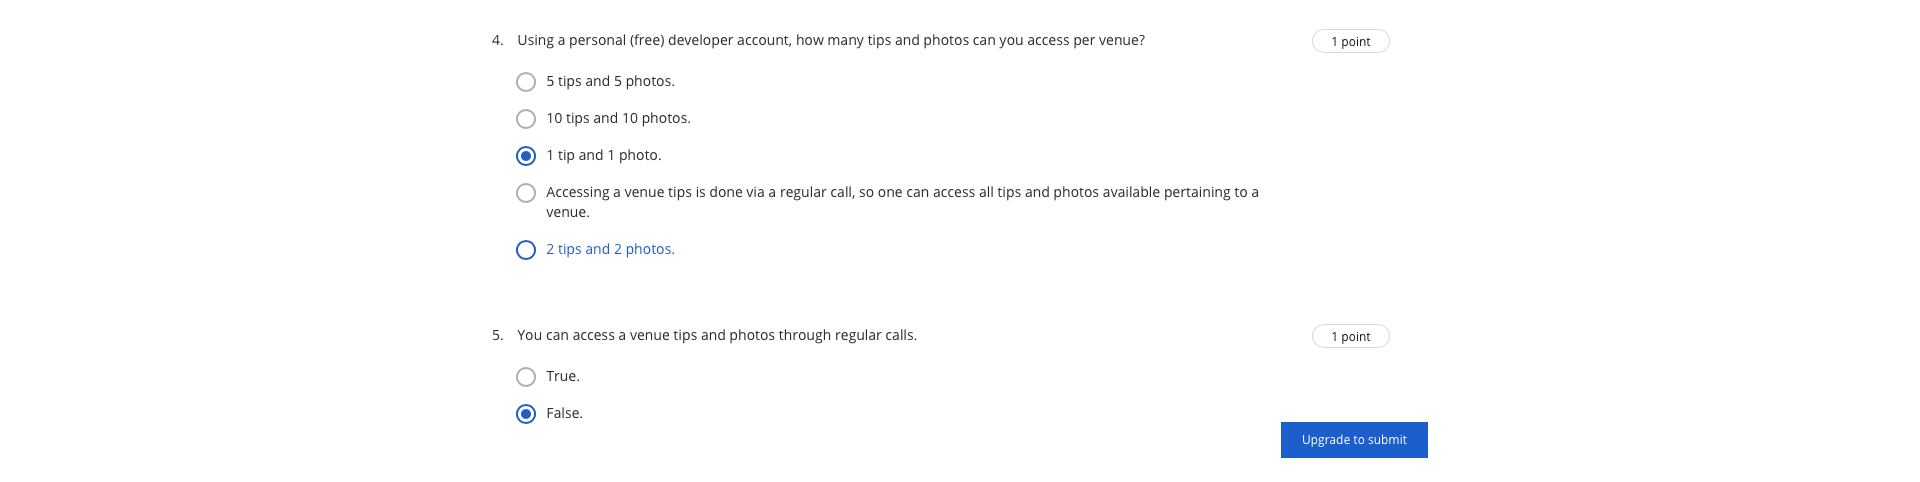 4. Using a personal (free) developer account, how many tips and photos can you access per venue?
1 point
5 tips and 5 photos.
10 tips and 10 photos.
1 tip and 1 photo.
Accessing a venue tips is done via a regular call, so one can access all tips and photos available pertaining to a
venue.
2 tips and 2 photos.
5. You can access a venue tips and photos through regular calls.
1 point
True.
False.
Upgrade to submit